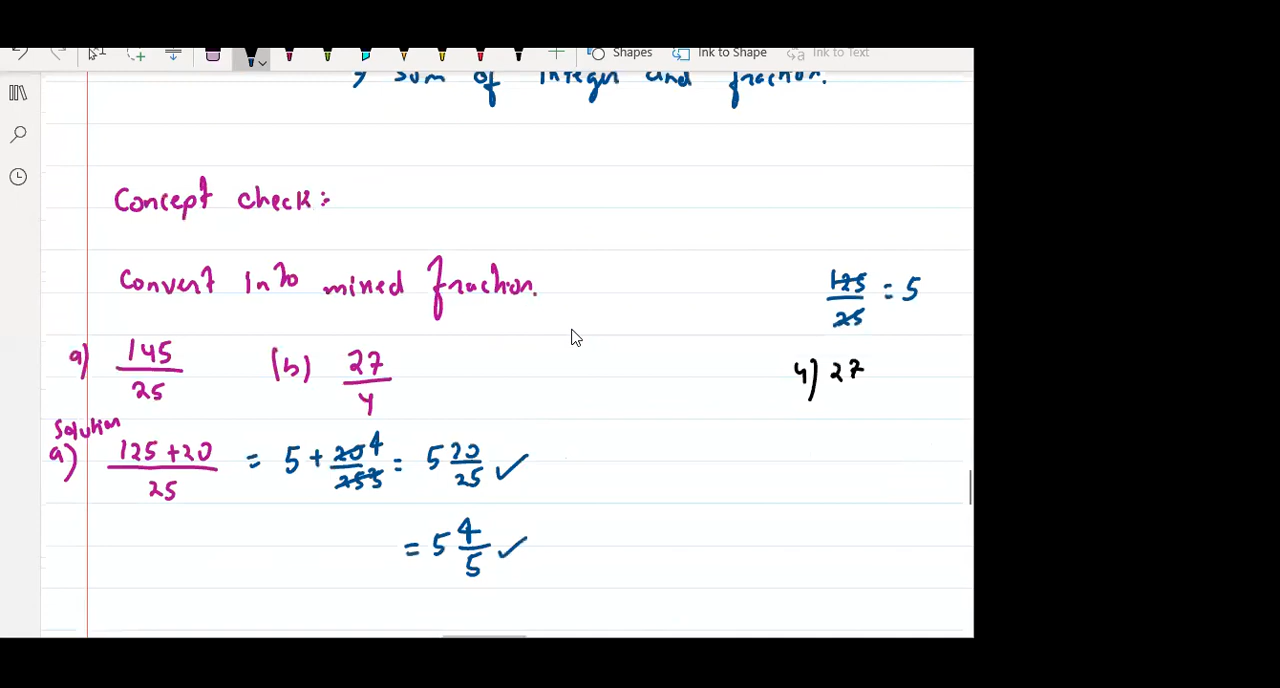 Shapes Ink to Shape Ink to Text
→ sum of integer and fraction.
Concept check:
Convert into mixed fraction.
125/25 = 5
a) 145/25 (b) 27/4
4) 27
Solution
a) 125+20/25 = 5 + 20 4/25 5 = 5 20/25 ✓
= 5 4/5 ✓